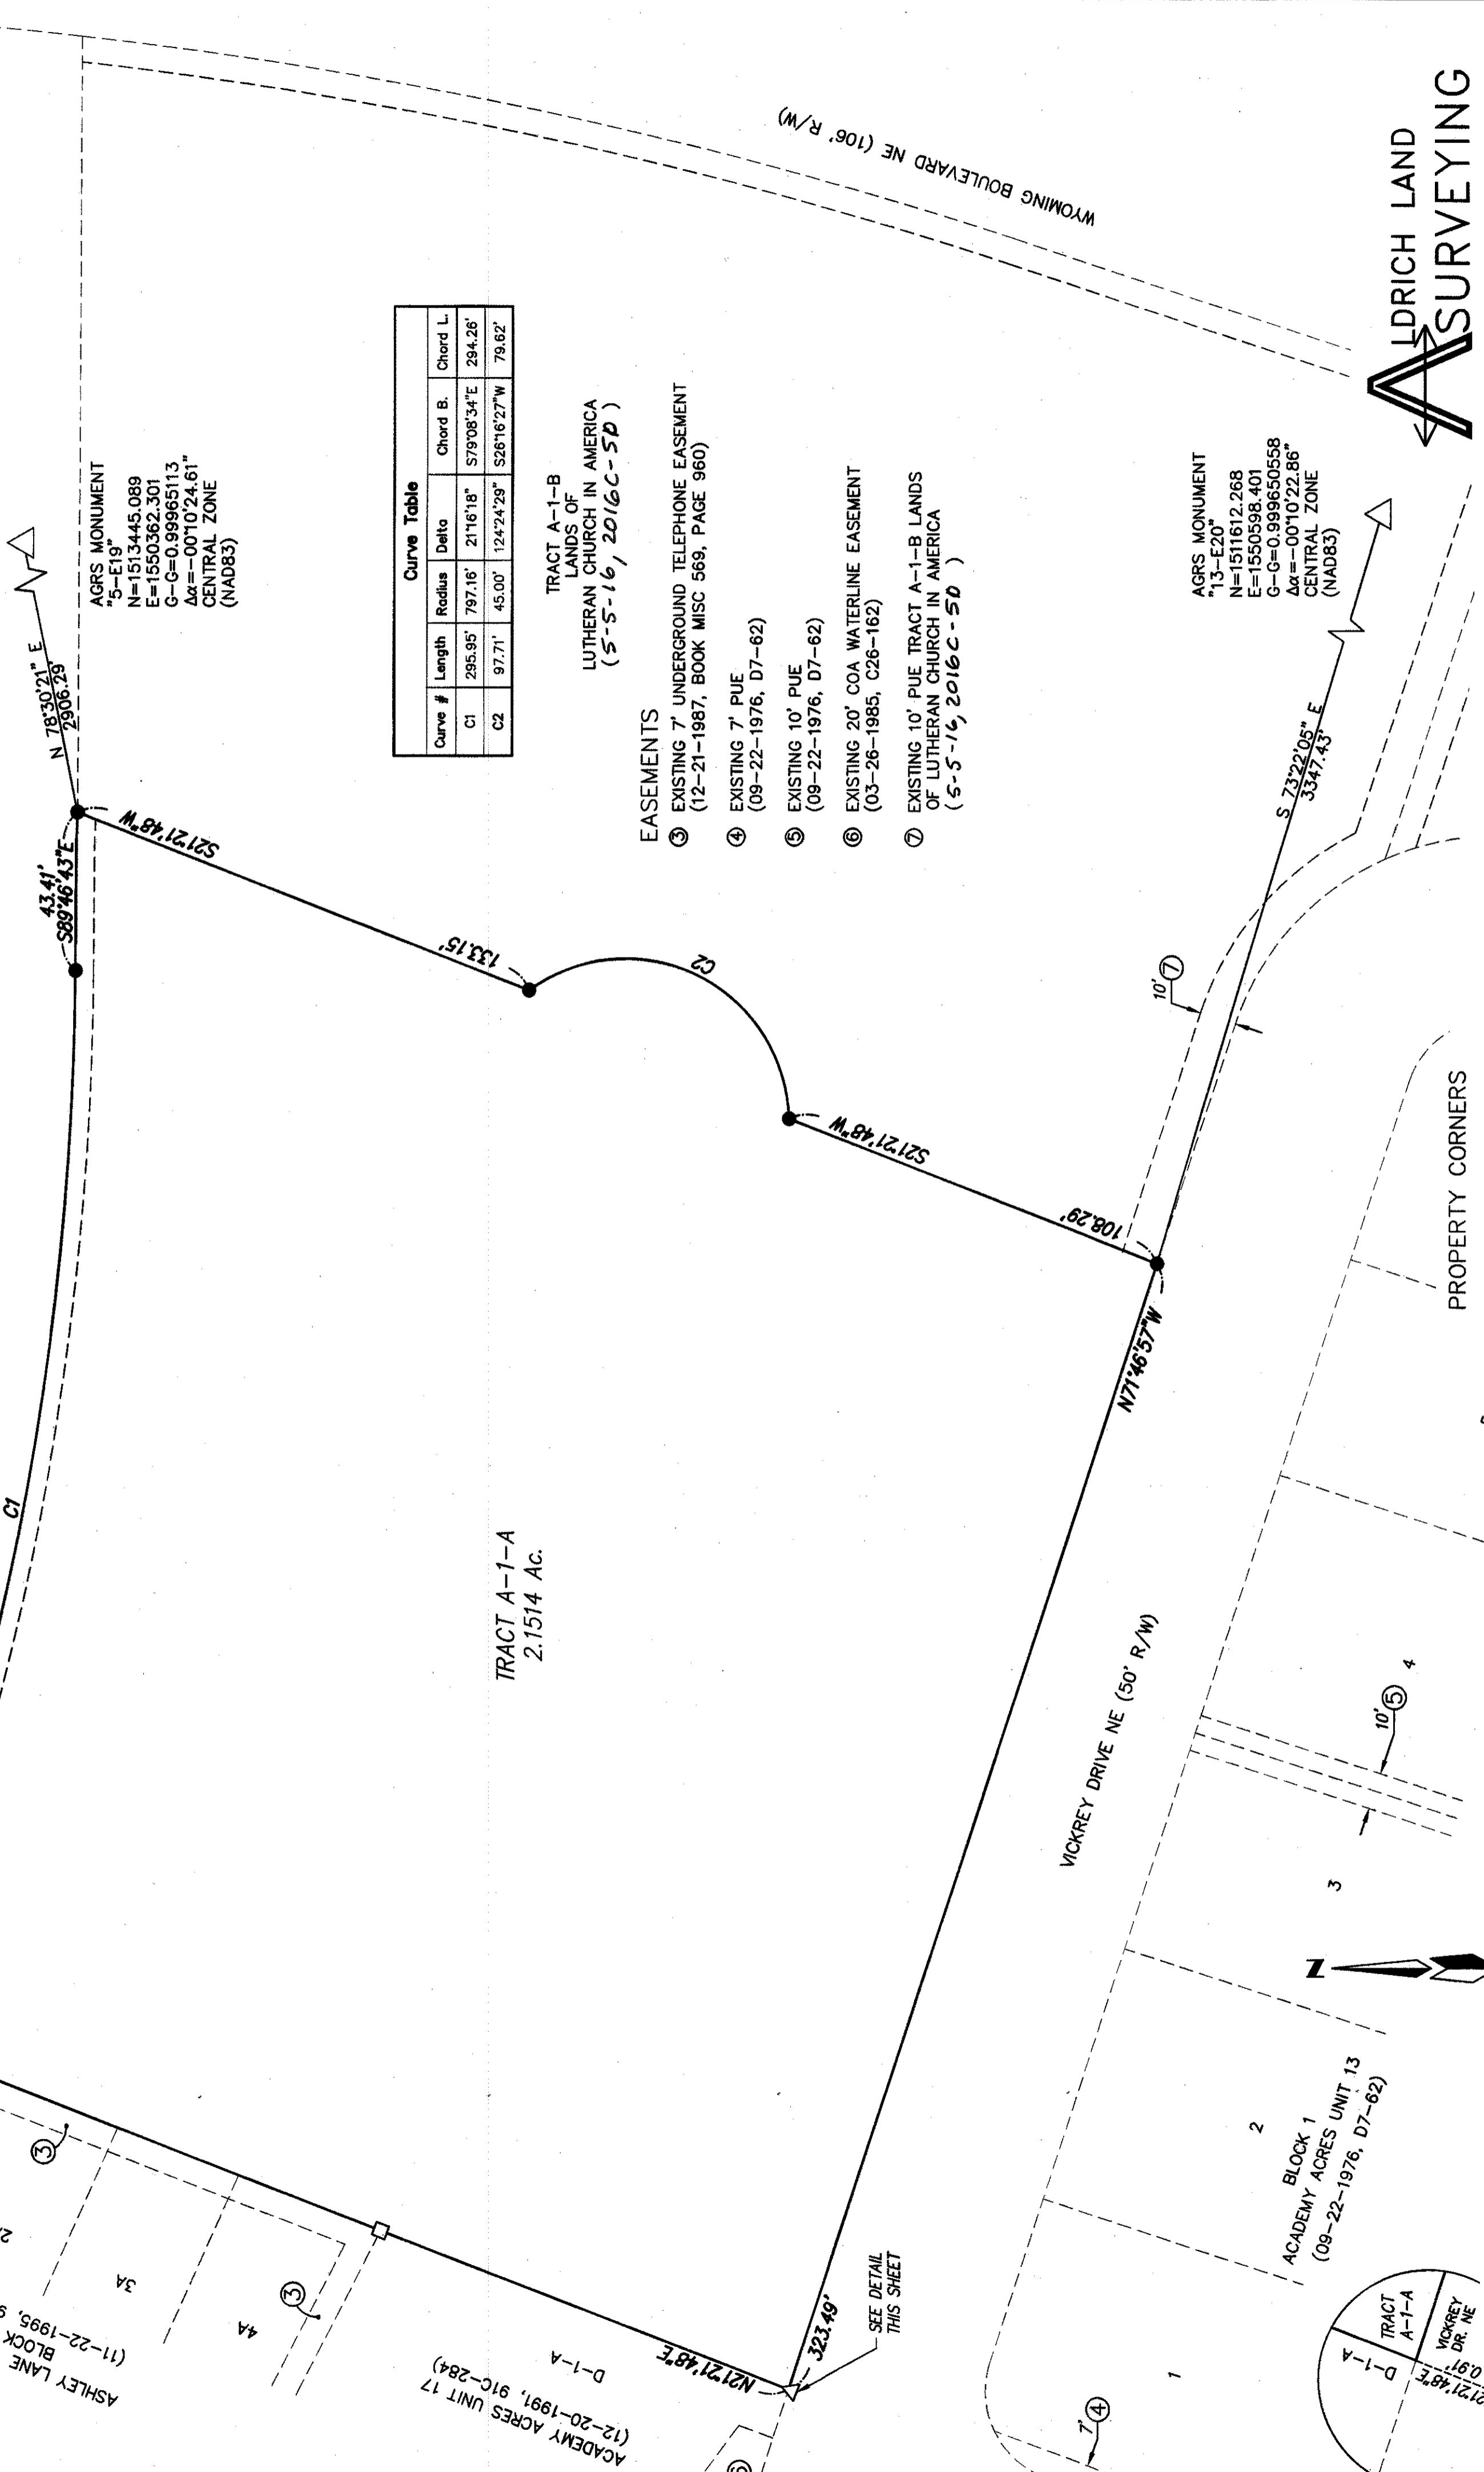 N 78°30'21" E
2906.29'
AGRS MONUMENT
"5-E19"
N=1513445.089
E=1550362.301
G-G=0.99965113
Δα=-00°10'24.61"
CENTRAL ZONE
(NAD83)
43.41'
S89°46'43"E
S21°21'48"W
133.15'
C1
C2
S21°21'48"W
108.29'
WYOMING BOULEVARD NE (106' R/W)
Curve Table
Curve # Length Radius Delta Chord B. Chord L.
C1 295.95' 797.16' 21°16'18" S79°08'34"E 294.26'
C2 97.71' 45.00' 124°24'29" S26°16'27"W 79.62'
TRACT A-1-B
LANDS OF
LUTHERAN CHURCH IN AMERICA
(5-5-16, 2016C-50)
EASEMENTS
③ EXISTING 7' UNDERGROUND TELEPHONE EASEMENT
(12-21-1987, BOOK MISC 569, PAGE 960)
④ EXISTING 7' PUE
(09-22-1976, D7-62)
⑤ EXISTING 10' PUE
(09-22-1976, D7-62)
⑥ EXISTING 20' COA WATERLINE EASEMENT
(03-26-1985, C26-162)
⑦ EXISTING 10' PUE TRACT A-1-B LANDS
OF LUTHERAN CHURCH IN AMERICA
(5-5-16, 2016C-50)
AGRS MONUMENT
"13-E20"
N=1511612.268
E=1550598.401
G-G=0.999650558
Δα=-00°10'22.86"
CENTRAL ZONE
(NAD83)
S 73°22'05" E
3347.43'
10' ⑦
TRACT A-1-A
2.1514 Ac.
N71°46'57"W
323.49'
N21°21'48"E
SEE DETAIL
THIS SHEET
VICKREY DRIVE NE (50' R/W)
③
3A
4A
③
ASHLEY LANE
BLOCK
(11-22-1995, 9
D-1-A
ACADEMY ACRES UNIT 17
(12-20-1991, 91C-284)
⑥
7' ④
1
2
3
4
10' ⑤
BLOCK 1
ACADEMY ACRES UNIT 13
(09-22-1976, D7-62)
N
D-1-A
TRACT
A-1-A
VICKREY
DR. NE
0.91'
21°21'48"E
PROPERTY CORNERS
ALDRICH LAND
SURVEYING